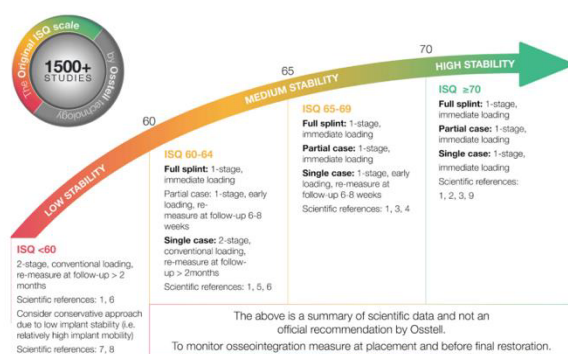 The Original ISQ scale
by Osstell technology
1500+
STUDIES
LOW STABILITY
60
MEDIUM STABILITY
65
70
HIGH STABILITY
ISQ <60
2-stage, conventional loading,
re-measure at follow-up > 2
months
Scientific references: 1, 6
Consider conservative approach
due to low implant stability (i.e.
relatively high implant mobility)
Scientific references: 7, 8
ISQ 60-64
Full splint: 1-stage,
immediate loading
Partial case: 1-stage, early
loading, re-
measure at follow-up 6-8
weeks
Single case: 2-stage,
conventional loading,
re-measure at follow-
up > 2months
Scientific references: 1, 5, 6
ISQ 65-69
Full splint: 1-stage,
immediate loading
Partial case: 1-stage,
immediate loading
Single case: 1-stage, early
loading, re-measure at
follow-up 6-8 weeks
Scientific references: 1, 3, 4
ISQ ≥70
Full splint: 1-stage,
immediate loading
Partial case: 1-stage,
immediate loading
Single case: 1-stage,
immediate loading
Scientific references:
1, 2, 3, 9
The above is a summary of scientific data and not an
official recommendation by Osstell.
To monitor osseointegration measure at placement and before final restoration.